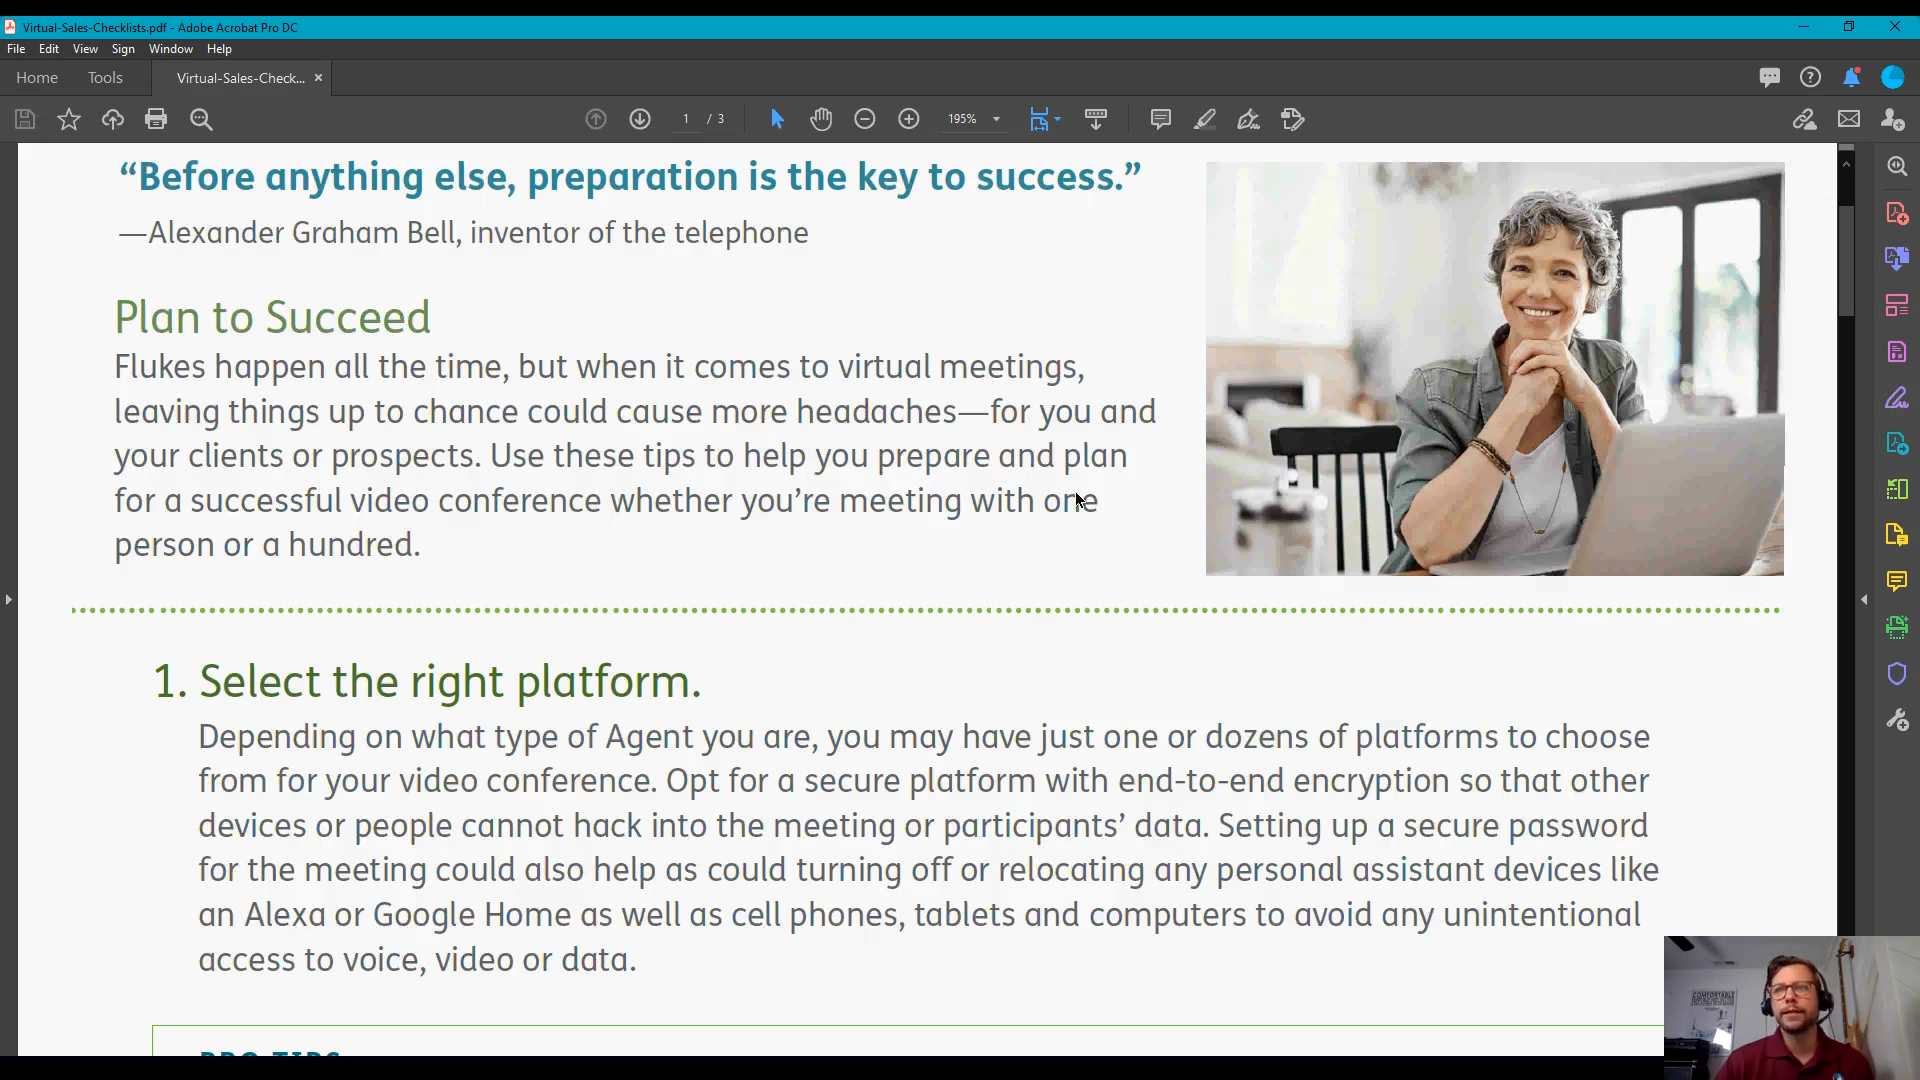 Virtual-Sales-Checklists.pdf - Adobe Acrobat Pro DC
File Edit View Sign Window Help
Home Tools Virtual-Sales-Check... ×
1 / 3 195%
“Before anything else, preparation is the key to success.”
—Alexander Graham Bell, inventor of the telephone
Plan to Succeed
Flukes happen all the time, but when it comes to virtual meetings,
leaving things up to chance could cause more headaches—for you and
your clients or prospects. Use these tips to help you prepare and plan
for a successful video conference whether you’re meeting with one
person or a hundred.
1. Select the right platform.
Depending on what type of Agent you are, you may have just one or dozens of platforms to choose
from for your video conference. Opt for a secure platform with end-to-end encryption so that other
devices or people cannot hack into the meeting or participants’ data. Setting up a secure password
for the meeting could also help as could turning off or relocating any personal assistant devices like
an Alexa or Google Home as well as cell phones, tablets and computers to avoid any unintentional
access to voice, video or data.
PRO TIPS
COMFORTABLE